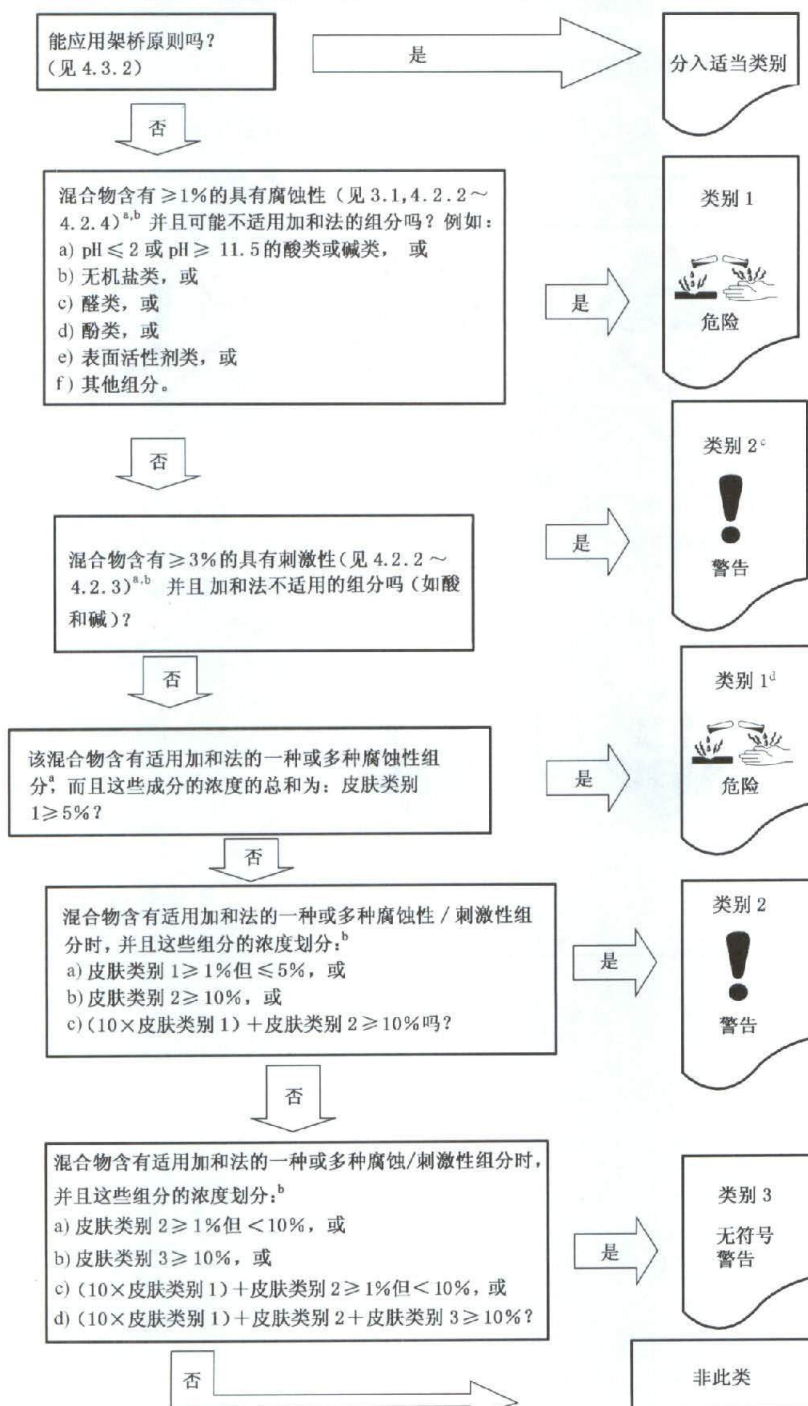 能应用架桥原则吗?
(见 4.3.2)
是
分入适当类别
否
混合物含有≥1%的具有腐蚀性(见 3.1,4.2.2～
4.2.4)a,b 并且可能不适用加和法的组分吗? 例如:
a) pH≤2 或 pH≥ 11.5 的酸类或碱类, 或
b) 无机盐类, 或
c) 醛类, 或
d) 酚类, 或
e) 表面活性剂类, 或
f) 其他组分。
是
类别 1
危险
否
混合物含有≥3%的具有刺激性(见 4.2.2～
4.2.3)a,b 并且加和法不适用的组分吗 (如酸
和碱)?
是
类别 2c
警告
否
该混合物含有适用加和法的一种或多种腐蚀性组
分a, 而且这些成分的浓度的总和为: 皮肤类别
1≥5%?
是
类别 1d
危险
否
混合物含有适用加和法的一种或多种腐蚀性 / 刺激性组
分时, 并且这些组分的浓度划分:b
a) 皮肤类别 1≥1%但≤5%, 或
b) 皮肤类别 2≥10%, 或
c) (10×皮肤类别 1)+皮肤类别 2≥10%吗?
是
类别 2
警告
否
混合物含有适用加和法的一种或多种腐蚀/刺激性组分时,
并且这些组分的浓度划分:b
a) 皮肤类别 2≥1%但<10%, 或
b) 皮肤类别 3≥10%, 或
c) (10×皮肤类别 1)+皮肤类别 2≥1%但<10%, 或
d) (10×皮肤类别 1)+皮肤类别 2+皮肤类别 3≥10%?
是
类别 3
无符号
警告
否
非此类